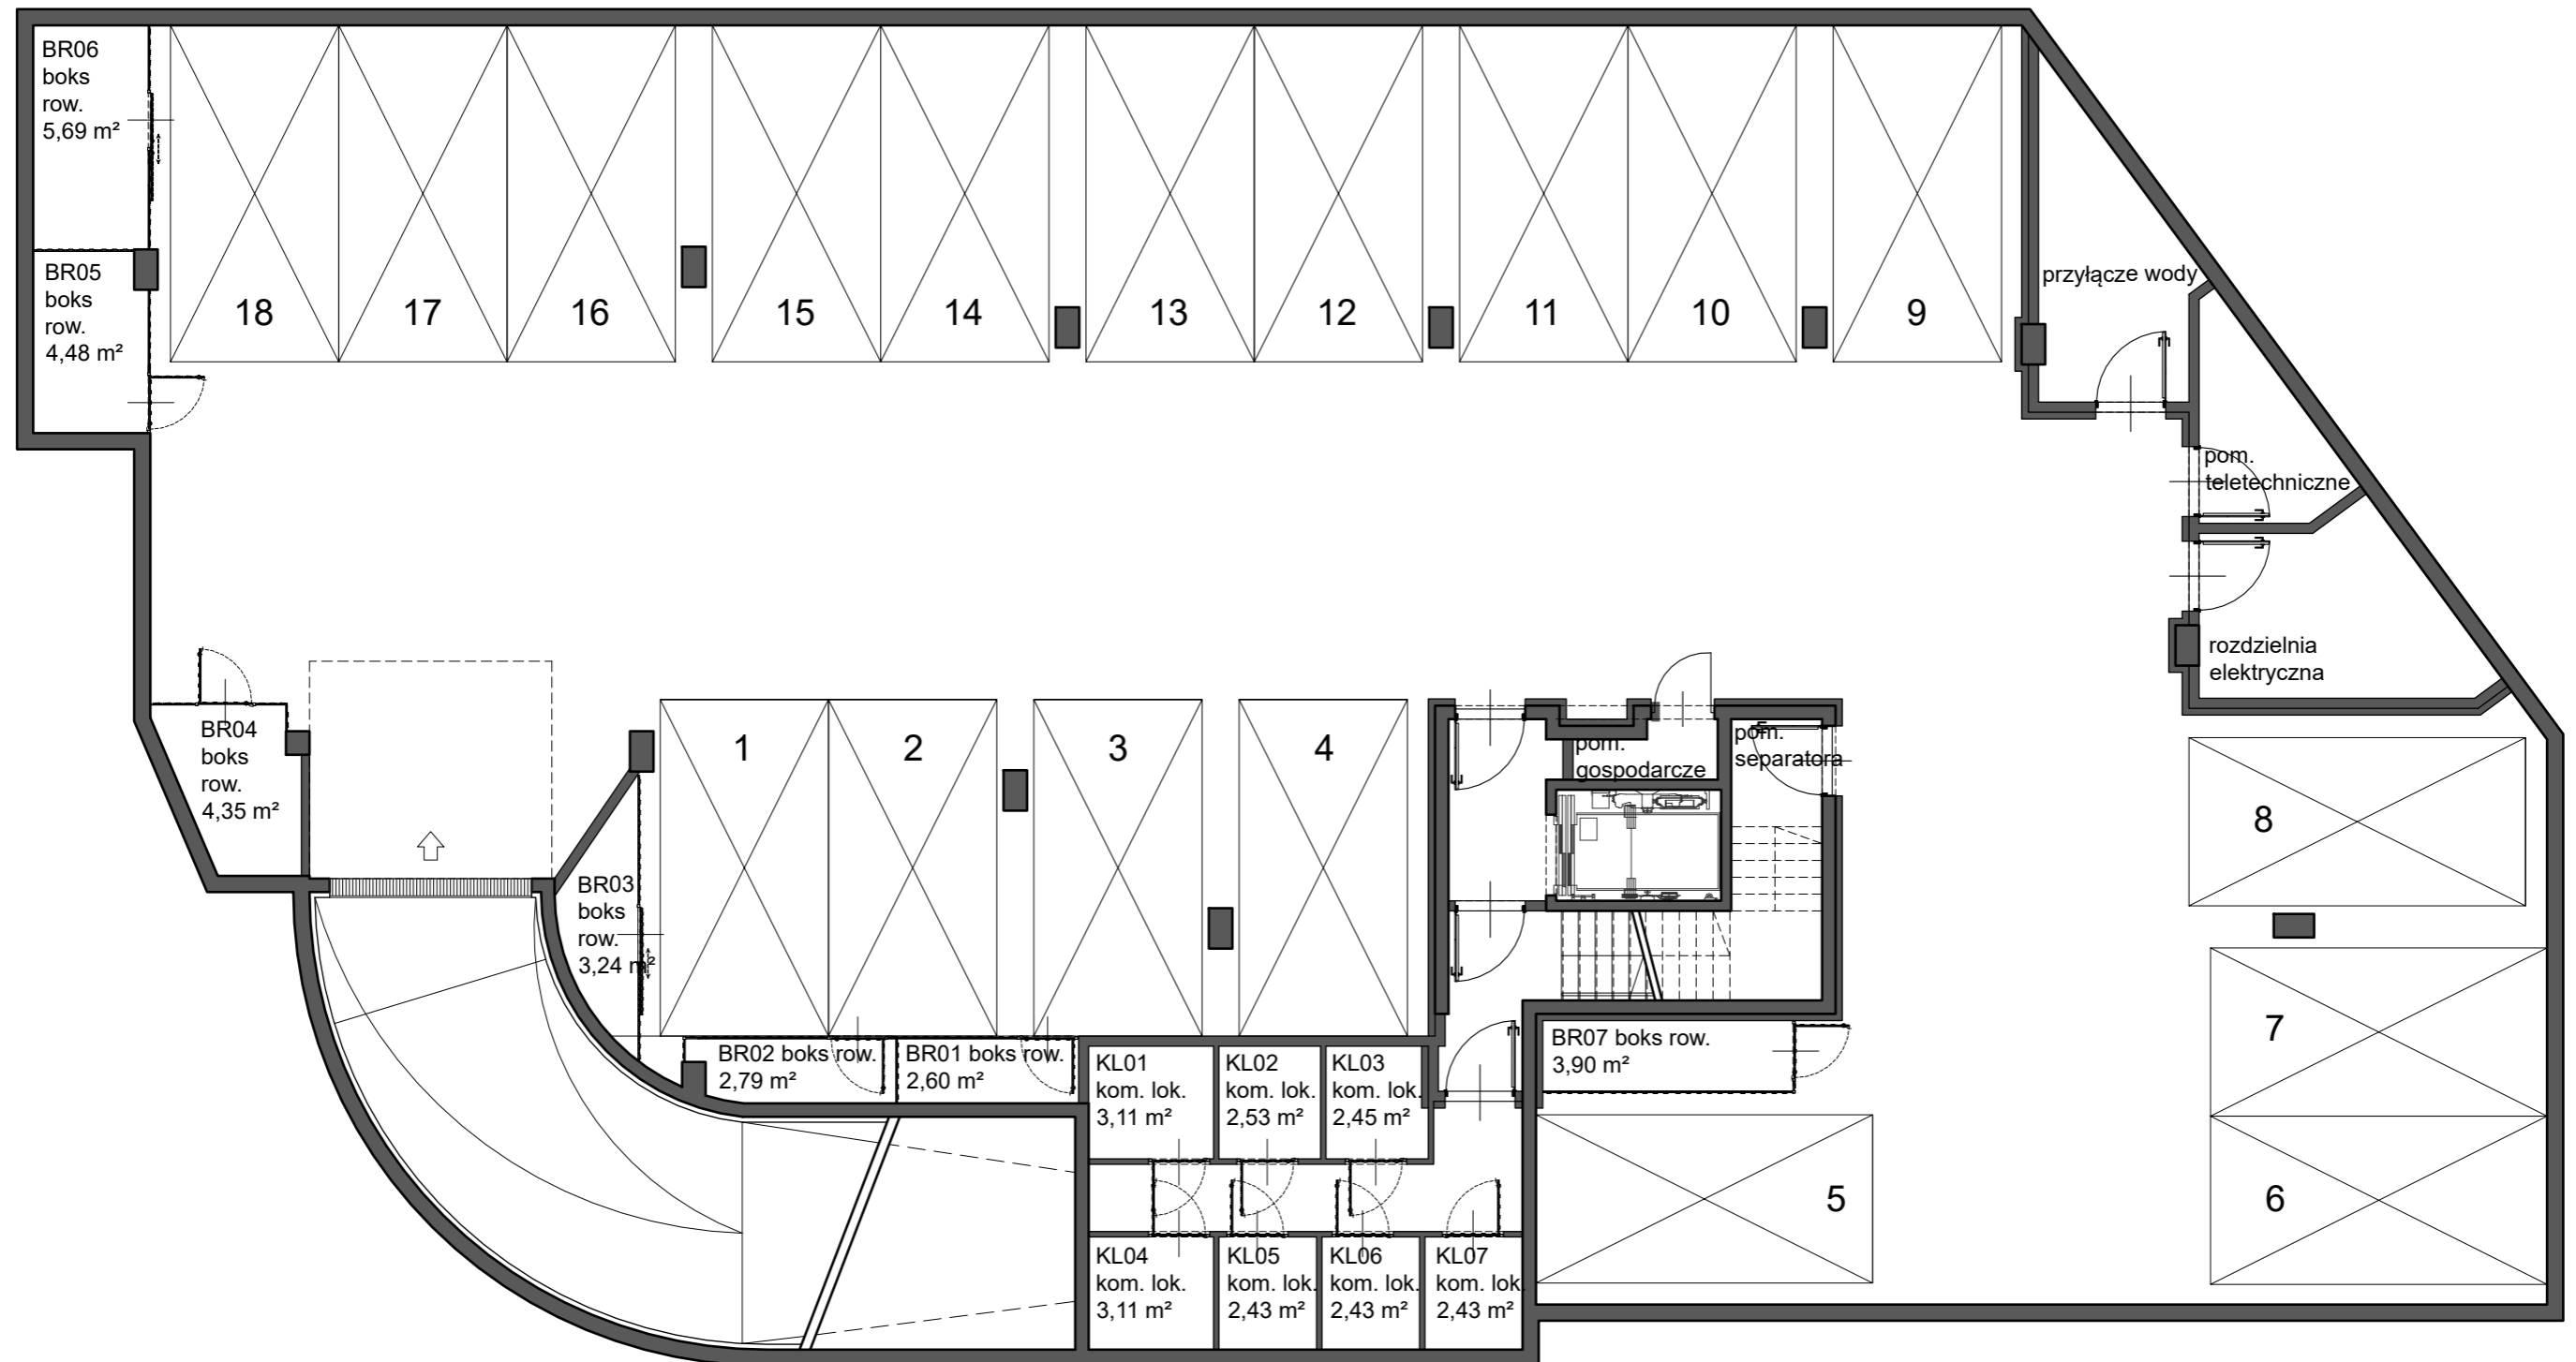 BR06
boks
row.
5,69 m²
BR05
boks
row.
4,48 m²
18
17
16
15
14
13
12
11
10
9
przyłącze wody
pom.
teletechniczne
rozdzielnia
elektryczna
BR04
boks
row.
4,35 m²
BR03
boks
row.
3,24 m²
1
2
3
4
pom.
gospodarcze
pom.
separatora
8
7
6
5
BR02 boks row.
2,79 m²
BR01 boks row.
2,60 m²
KL01
kom. lok.
3,11 m²
KL02
kom. lok.
2,53 m²
KL03
kom. lok.
2,45 m²
BR07 boks row.
3,90 m²
KL04
kom. lok.
3,11 m²
KL05
kom. lok.
2,43 m²
KL06
kom. lok.
2,43 m²
KL07
kom. lok.
2,43 m²